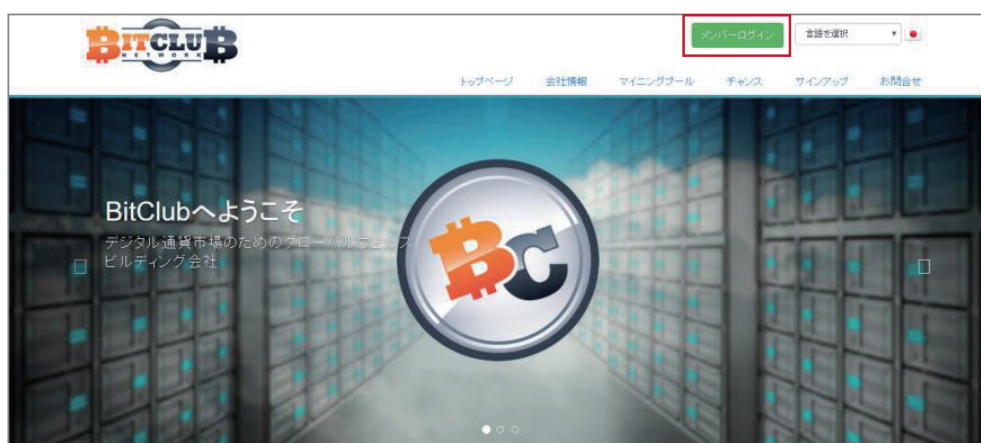 BITCLUB
NETWORK
メンバーログイン
言語を選択
トップページ 会社情報 マイニングプール チャンス サインアップ お問合せ
BitClubへようこそ
デジタル通貨市場のためのグローバルウェルス
ビルディング会社
BC